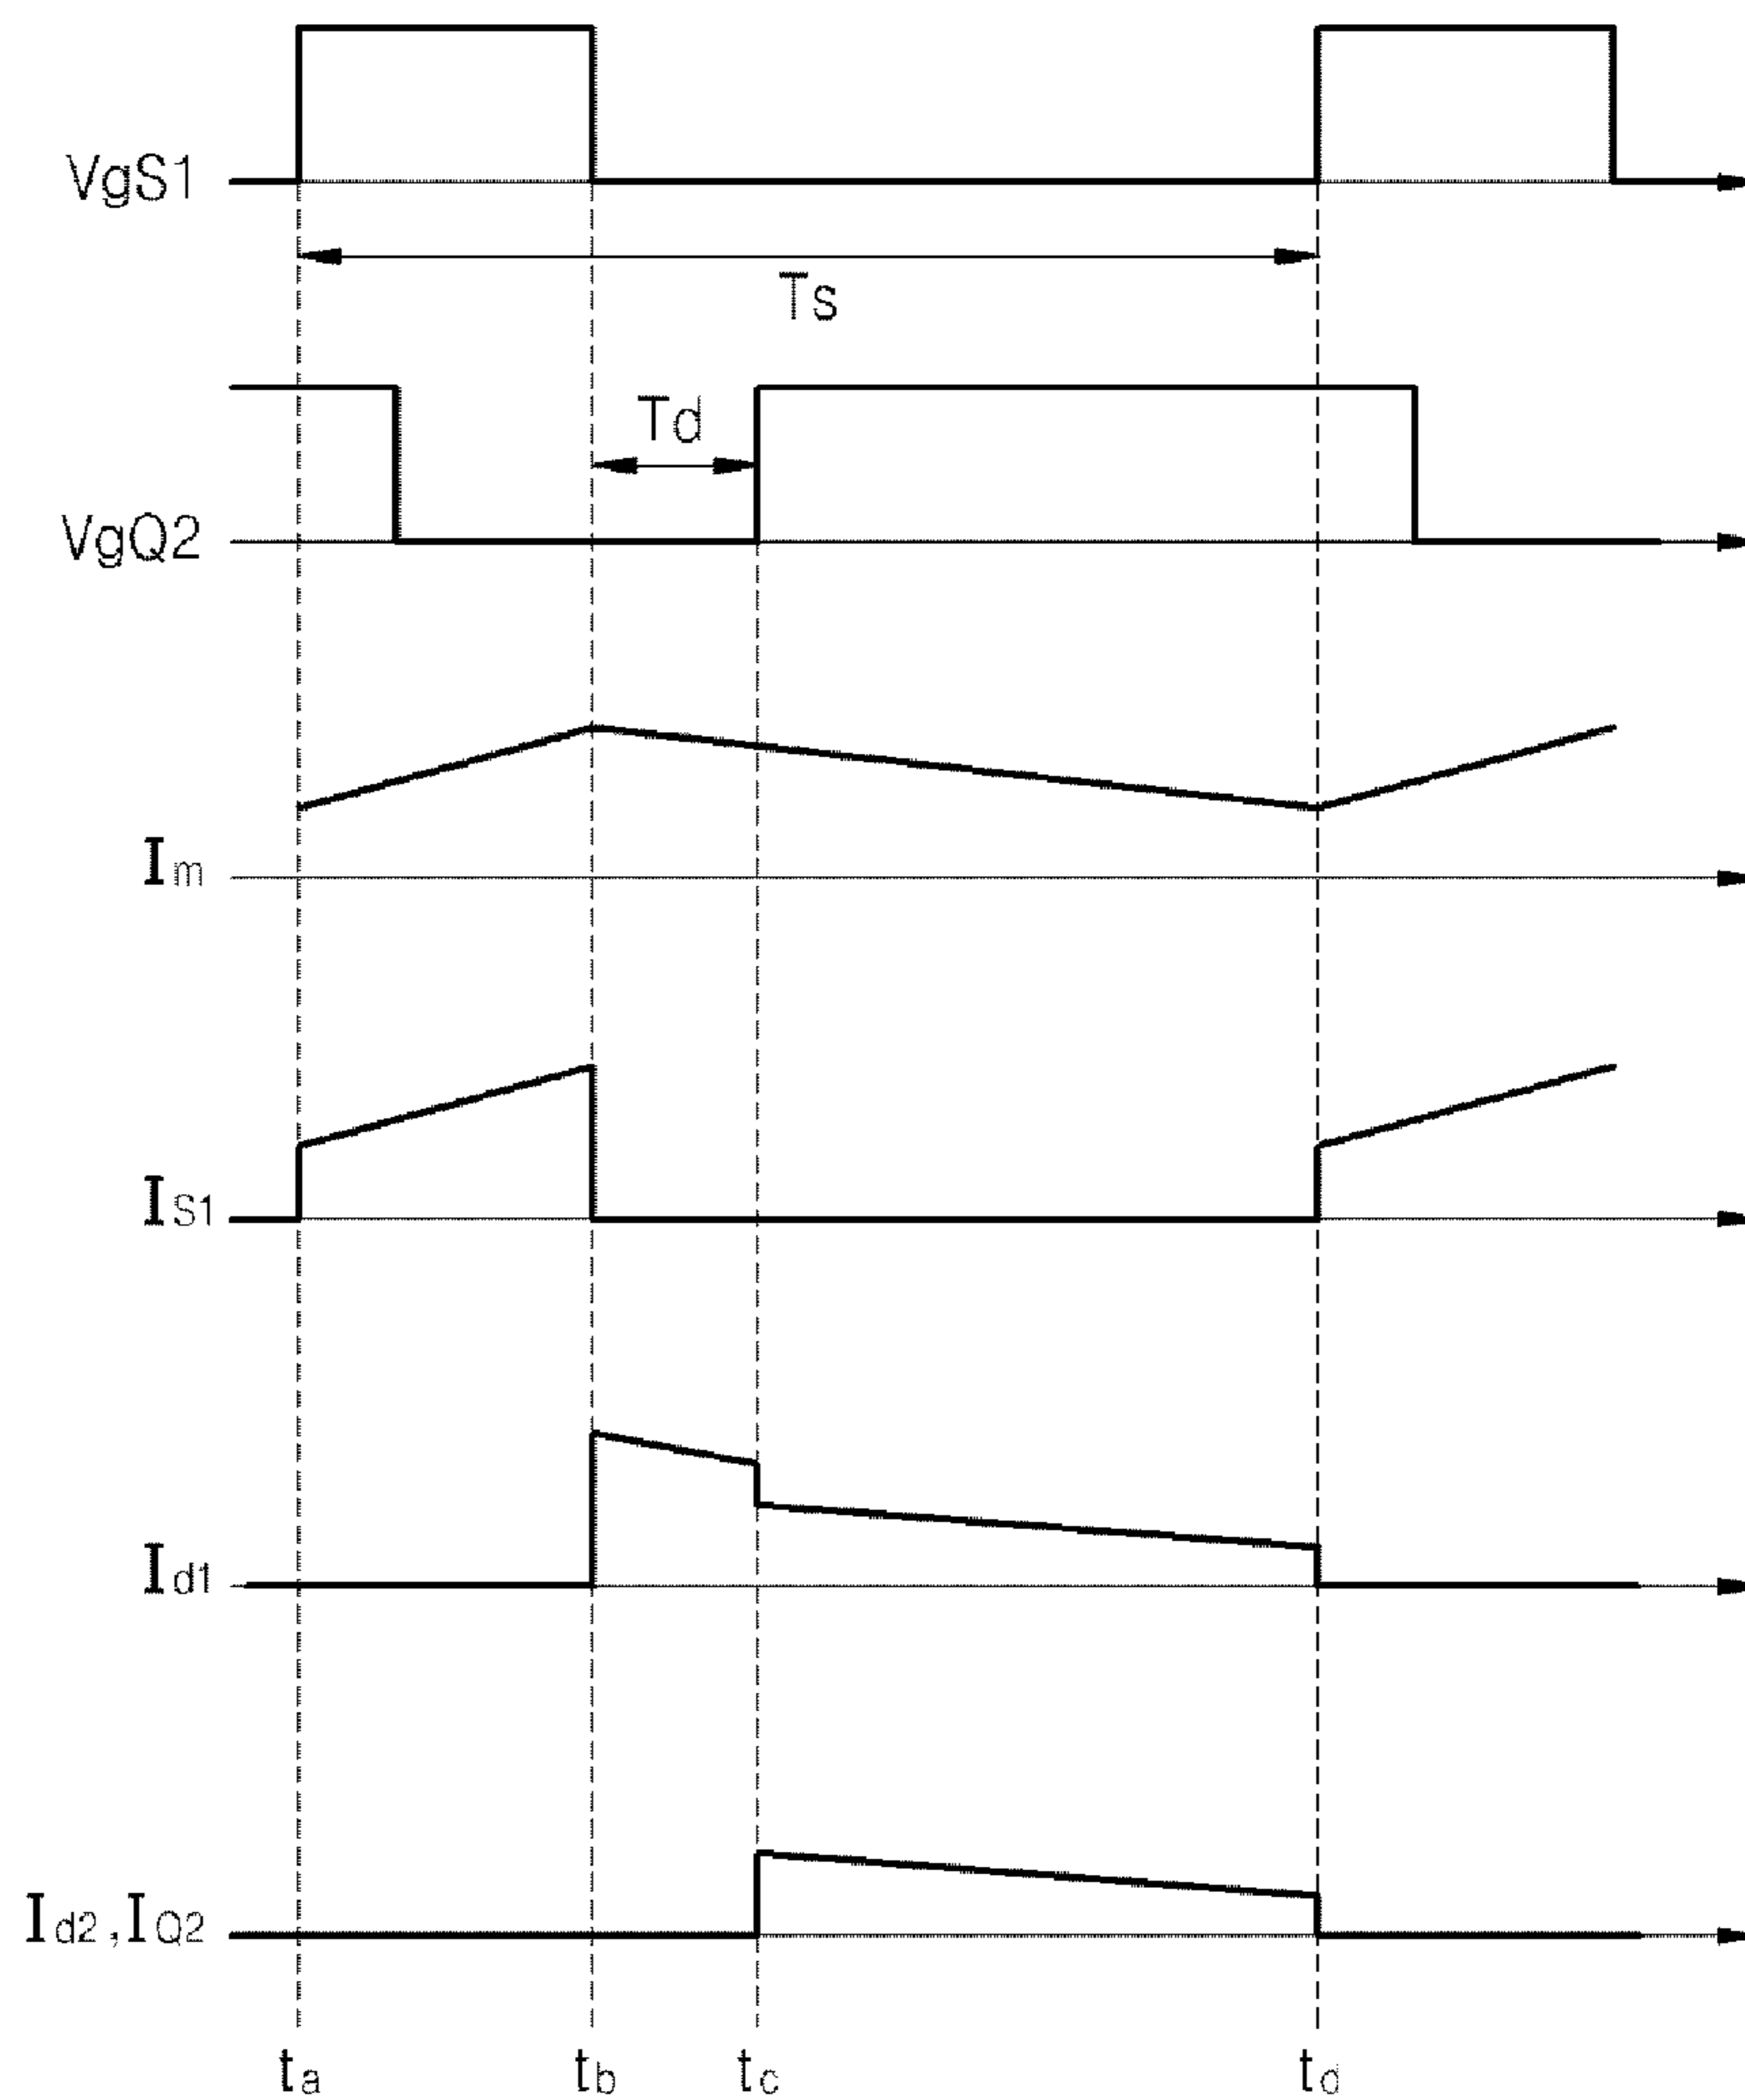 VgS1
Ts
Td
VgQ2
Im
IS1
Id1
Id2,IQ2
ta tb tc td